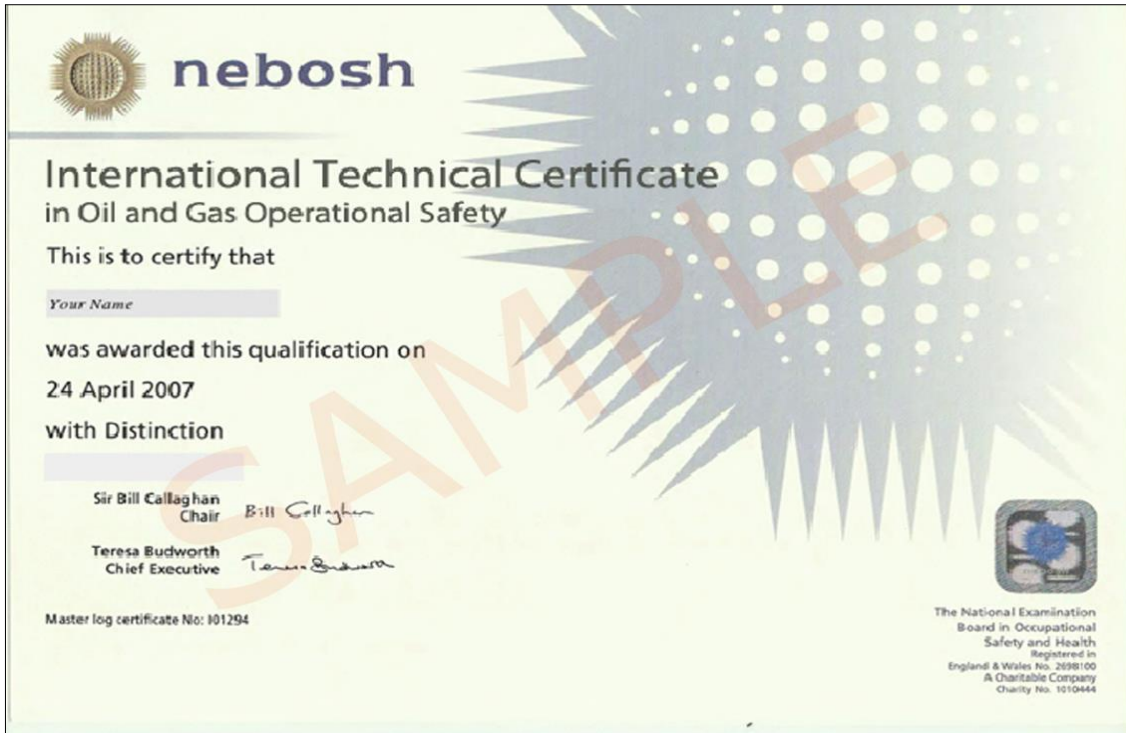 nebosh
International Technical Certificate
in Oil and Gas Operational Safety
This is to certify that
Your Name
was awarded this qualification on
24 April 2007
with Distinction
SAMPLE
Sir Bill Callaghan
Chair
Bill Callaghan
Teresa Budworth
Chief Executive
Teresa Budworth
Master log certificate No: I01294
The National Examination
Board in Occupational
Safety and Health
Registered in
England & Wales No. 2698100
A Charitable Company
Charity No. 1010444